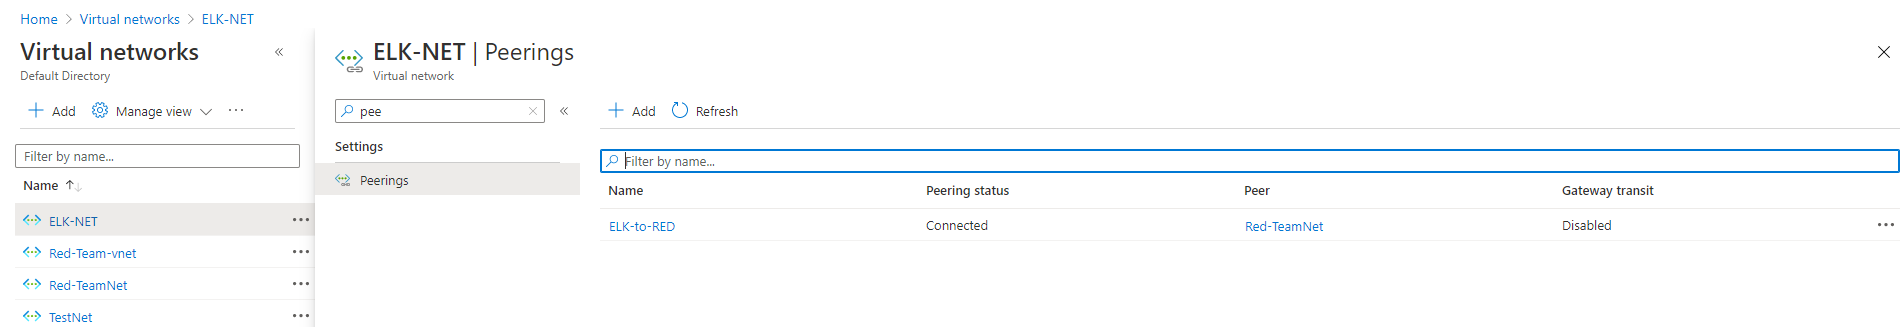 Home > Virtual networks > ELK-NET
Virtual networks «
Default Directory
+ Add Manage view ...
Filter by name...
Name ↑↓
ELK-NET ...
Red-Team-vnet ...
Red-TeamNet ...
TestNet ...
ELK-NET | Peerings
Virtual network
pee × «
Settings
Peerings
+ Add Refresh
Filter by name...
Name Peering status Peer Gateway transit
ELK-to-RED Connected Red-TeamNet Disabled ...